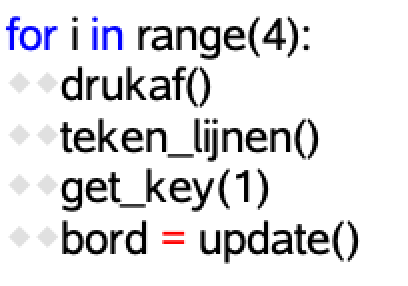 for i in range(4):
◆◆drukaf()
◆◆teken_lijnen()
◆◆get_key(1)
◆◆bord = update()